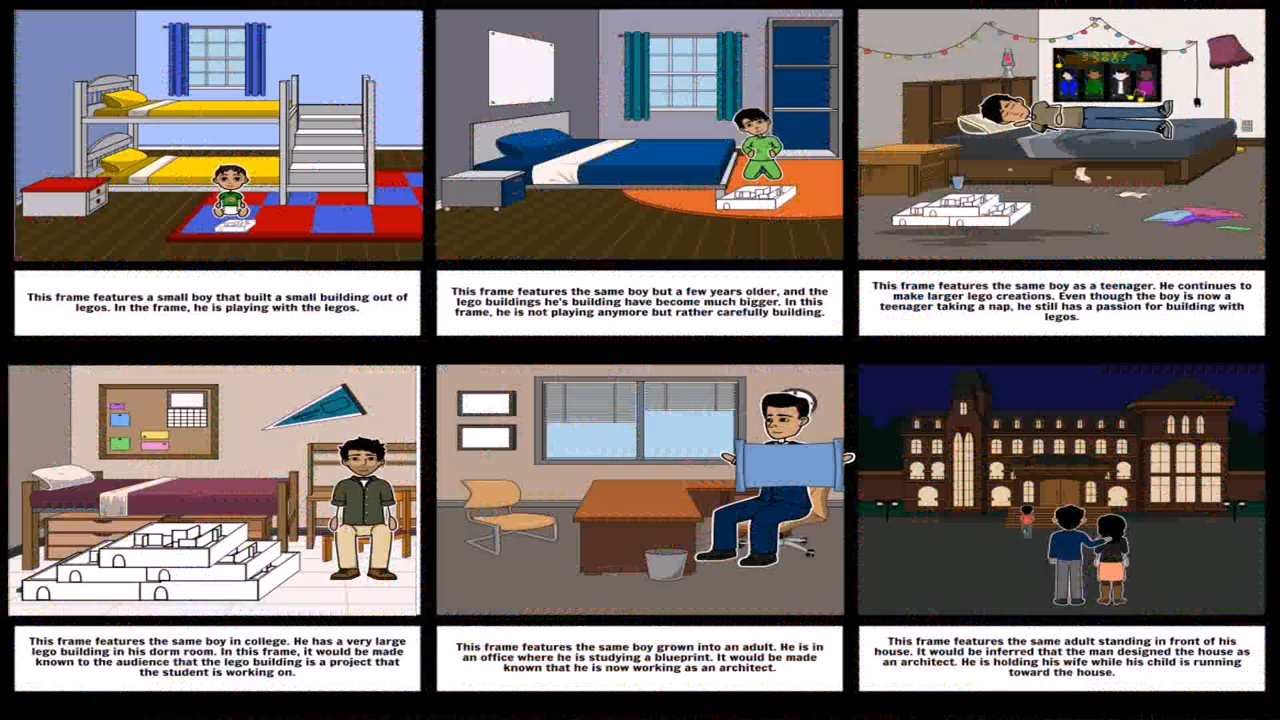 This frame features a small boy that built a small building out of
legos. In the frame, he is playing with the legos.
This frame features the same boy but a few years older, and the
lego buildings he's building have become much bigger. In this
frame, he is not playing anymore but rather carefully building.
This frame features the same boy as a teenager. He continues to
make larger lego creations. Even though the boy is now a
teenager taking a nap, he still has a passion for building with
legos.
This frame features the same boy in college. He has a very large
lego building in his dorm room. In this frame, it would be made
known to the audience that the lego building is a project that
the student is working on.
This frame features the same boy grown into an adult. He is in
an office where he is studying a blueprint. It would be made
known that he is now working as an architect.
This frame features the same adult standing in front of his
house. It would be inferred that the man designed the house as
an architect. He is holding his wife while his child is running
toward the house.